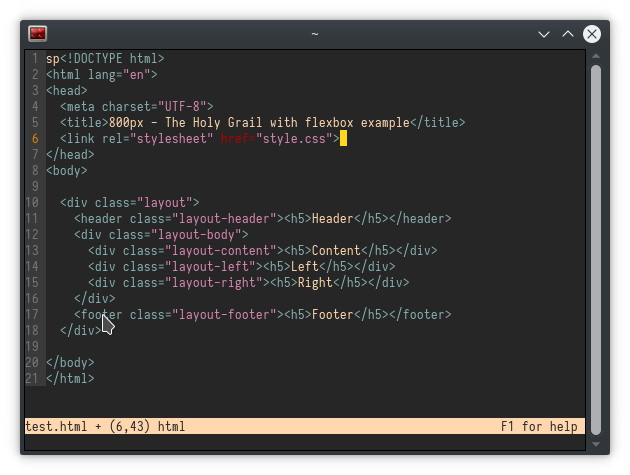 ~
1 sp<!DOCTYPE html>
2 <html lang="en">
3 <head>
4   <meta charset="UTF-8">
5   <title>800px - The Holy Grail with flexbox example</title>
6   <link rel="stylesheet" href="style.css">
7 </head>
8 <body>
9
10   <div class="layout">
11     <header class="layout-header"><h5>Header</h5></header>
12     <div class="layout-body">
13       <div class="layout-content"><h5>Content</h5></div>
14       <div class="layout-left"><h5>Left</h5></div>
15       <div class="layout-right"><h5>Right</h5></div>
16     </div>
17     <footer class="layout-footer"><h5>Footer</h5></footer>
18   </div>
19
20 </body>
21 </html>
test.html + (6,43) html F1 for help